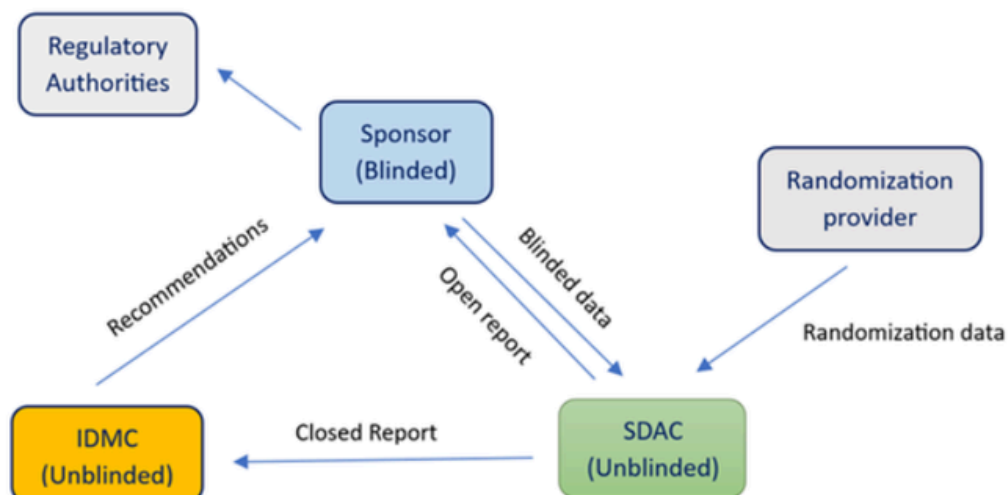 Regulatory
Authorities
Sponsor
(Blinded)
Randomization
provider
Recommendations
Blinded data
Open report
Randomization data
IDMC
(Unblinded)
Closed Report
SDAC
(Unblinded)